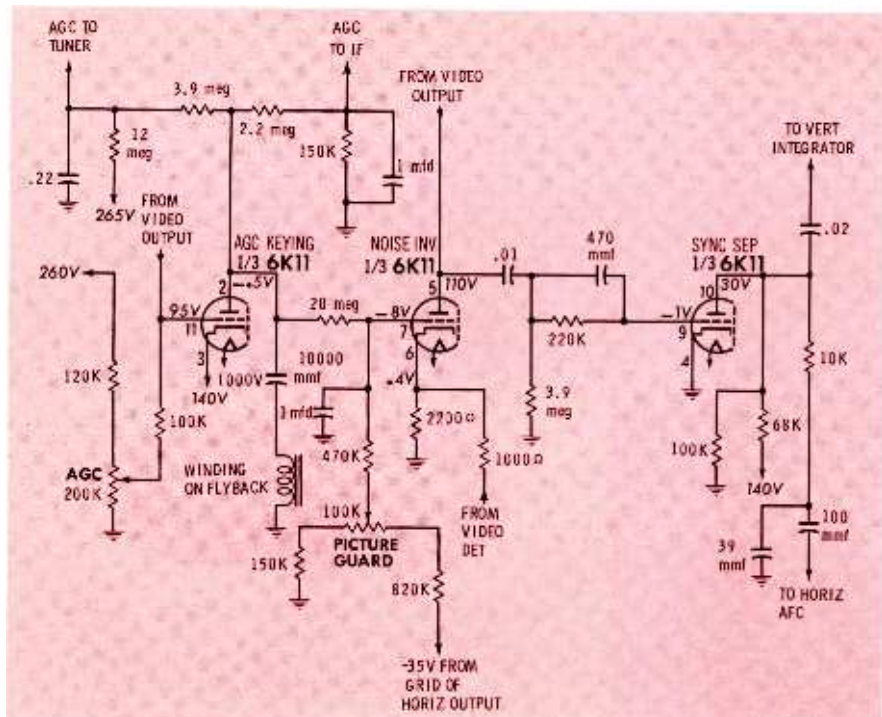 AGC TO
TUNER
AGC
TO IF
FROM VIDEO
OUTPUT
3.9 meg
2.2 meg
12
meg
150K
1 mfd
.22
265V
TO VERT
INTEGRATOR
.02
FROM
VIDEO
OUTPUT
AGC KEYING
1/3 6K11
NOISE INV
1/3 6K11
470
mmf
SYNC SEP
1/3 6K11
260V
2
-.5V
5
110V
.01
10
30V
95V
11
20 meg
-8V
7
220K
-1V
9
3
140V
1000V
10000
mmf
6
.4V
4
10K
120K
100K
.1 mfd
2200Ω
3.9
meg
68K
100K
AGC
200K
WINDING
ON FLYBACK
470K
1000Ω
140V
100K
PICTURE
GUARD
FROM
VIDEO
DET
150K
820K
39
mmf
100
mmf
TO HORIZ
AFC
-35V FROM
GRID OF
HORIZ OUTPUT